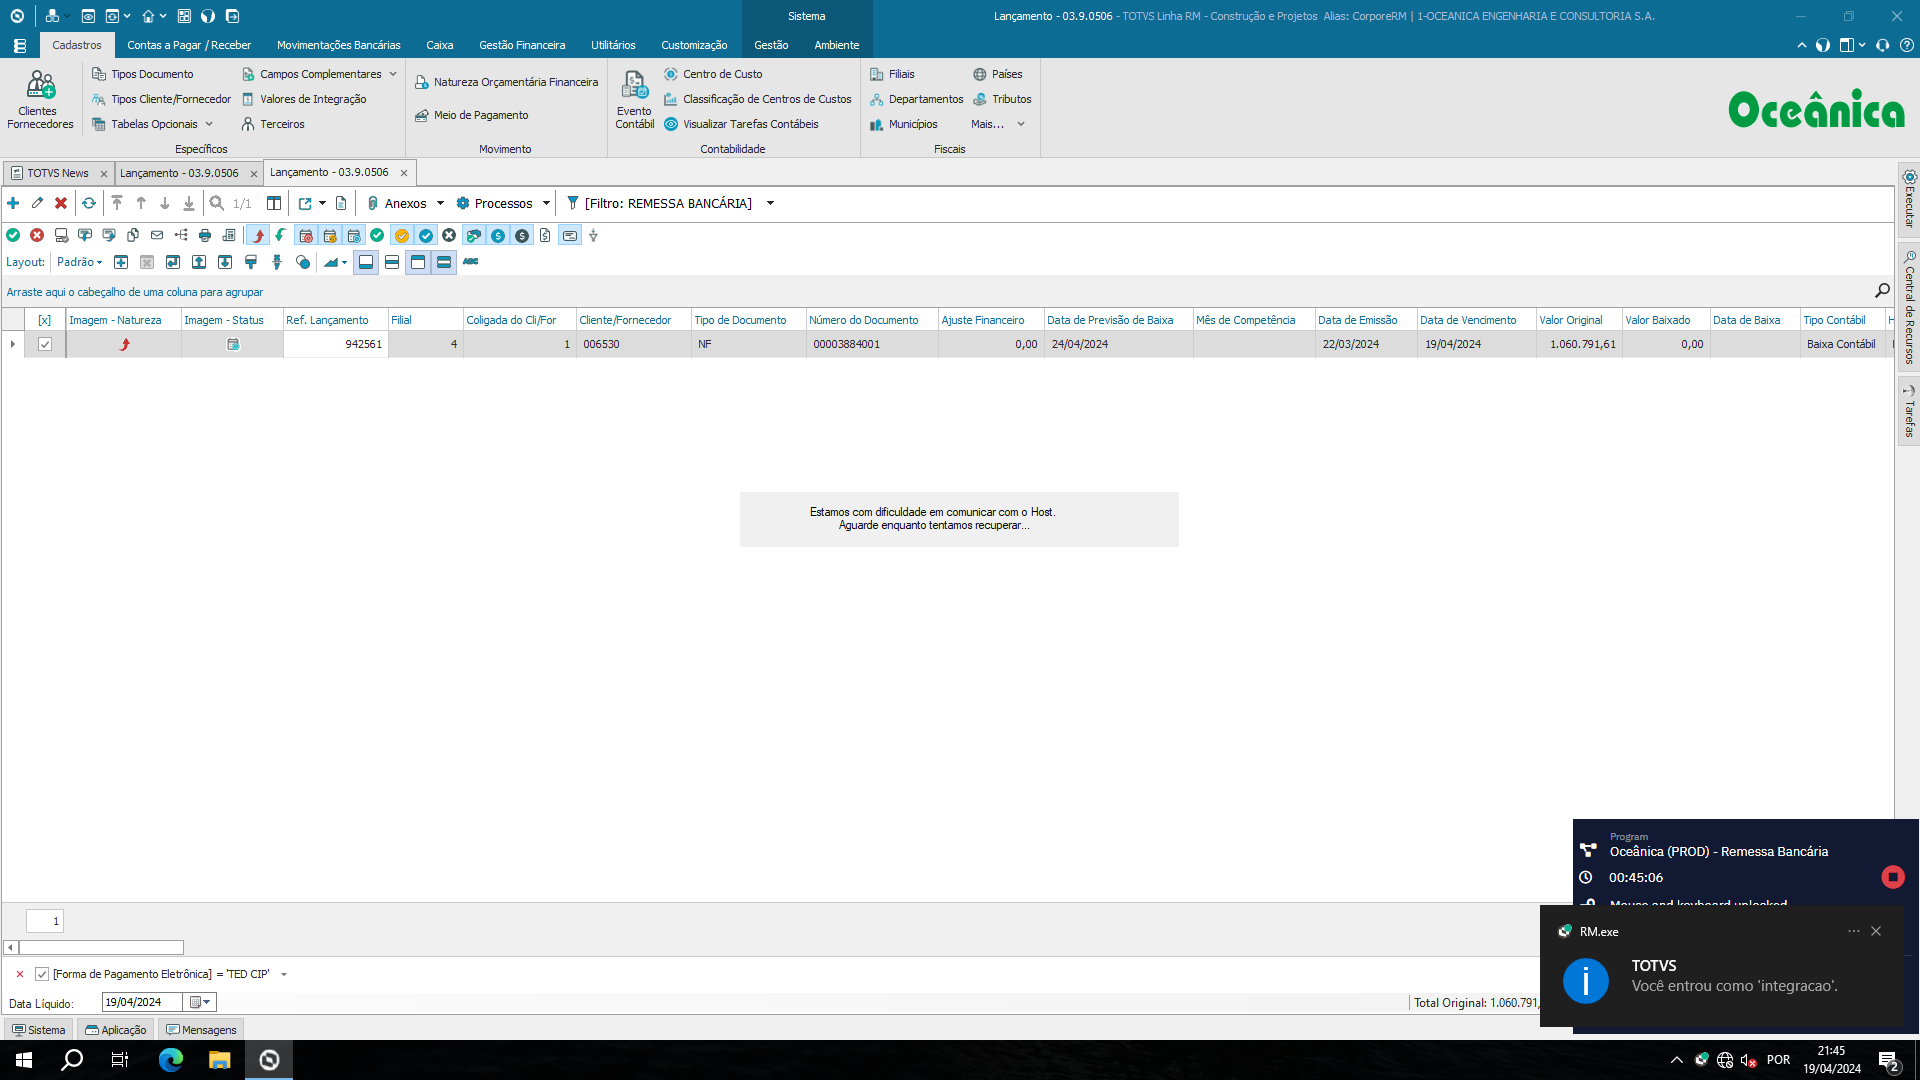 Sistema
Lançamento - 03.9.0506 - TOTVS Linha RM - Construção e Projetos Alias: CorporeRM | 1-OCEANICA ENGENHARIA E CONSULTORIA S.A.
Cadastros Contas a Pagar / Receber Movimentações Bancárias Caixa Gestão Financeira Utilitários Customização Gestão Ambiente
Clientes
Fornecedores
Tipos Documento
Tipos Cliente/Fornecedor
Tabelas Opcionais
Campos Complementares
Valores de Integração
Terceiros
Específicos
Natureza Orçamentária Financeira
Meio de Pagamento
Movimento
Evento
Contábil
Centro de Custo
Classificação de Centros de Custos
Visualizar Tarefas Contábeis
Contabilidade
Filiais
Departamentos
Municípios
Países
Tributos
Mais...
Fiscais
Oceânica
TOTVS News Lançamento - 03.9.0506 Lançamento - 03.9.0506
1/1 Anexos Processos [Filtro: REMESSA BANCÁRIA]
Layout: Padrão ABC
Arraste aqui o cabeçalho de uma coluna para agrupar
[x] Imagem - Natureza Imagem - Status Ref. Lançamento Filial Coligada do Cli/For Cliente/Fornecedor Tipo de Documento Número do Documento Ajuste Financeiro Data de Previsão de Baixa Mês de Competência Data de Emissão Data de Vencimento Valor Original Valor Baixado Data de Baixa Tipo Contábil H
942561 4 1 006530 NF 00003884001 0,00 24/04/2024 22/03/2024 19/04/2024 1.060.791,61 0,00 Baixa Contábil
Executar
Central de Recursos
Tarefas
Estamos com dificuldade em comunicar com o Host.
Aguarde enquanto tentamos recuperar...
Program
Oceânica (PROD) - Remessa Bancária
00:45:06
Mouse and keyboard unlocked
RM.exe
TOTVS
Você entrou como 'integracao'.
1
[Forma de Pagamento Eletrônica] = 'TED CIP'
Data Líquido: 19/04/2024
Total Original: 1.060.791,
Sistema Aplicação Mensagens
POR
21:45
19/04/2024
2